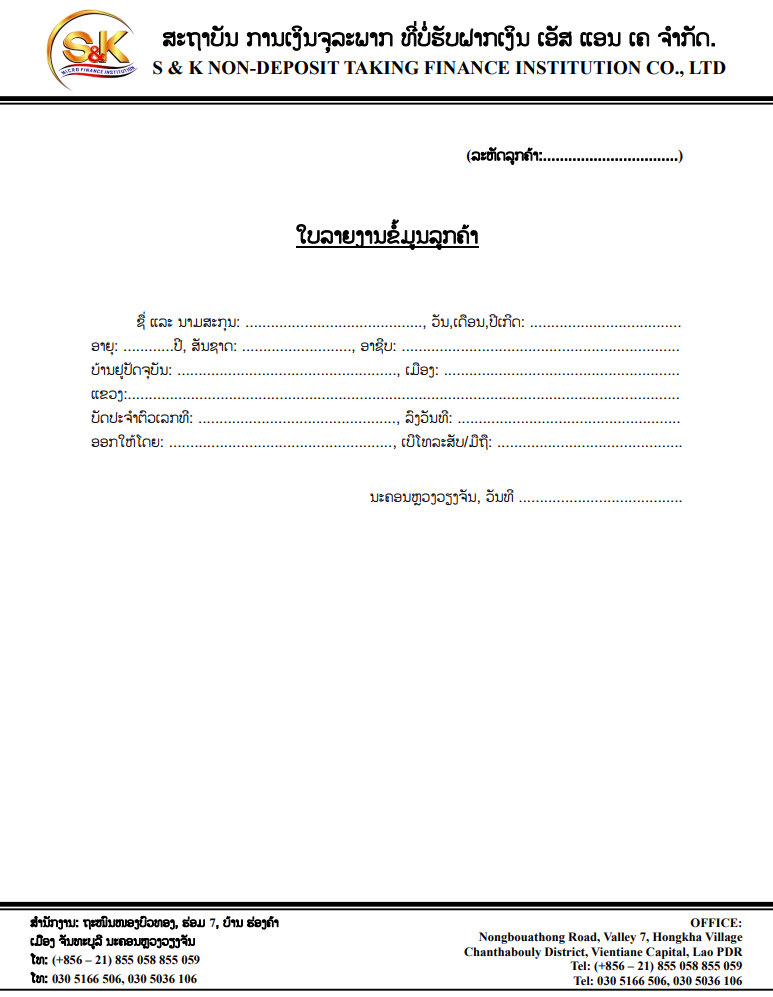 S&K
MICRO FINANCE INSTITUTION
ສະຖາບັນ ການເງິນຈຸລະພາກ ທີ່ບໍ່ຮັບຝາກເງິນ ເອັສ ແອນ ເຄ ຈຳກັດ.
S & K NON-DEPOSIT TAKING FINANCE INSTITUTION CO., LTD
(ລະຫັດລູກຄ້າ:................................)
ໃບລາຍງານຂໍ້ມູນລູກຄ້າ
ຊື່ ແລະ ນາມສະກຸນ: .........................................., ວັນ,ເດືອນ,ປີເກີດ: ....................................
ອາຍຸ: ............ປີ, ສັນຊາດ: .........................., ອາຊີບ: ..................................................................
ບ້ານຢູ່ປັດຈຸບັນ: ...................................................., ເມືອງ: ........................................................
ແຂວງ:...................................................................................................................................
ບັດປະຈຳຕົວເລກທີ: ..............................................., ລົງວັນທີ: .....................................................
ອອກໃຫ້ໂດຍ: ....................................................., ເບີໂທລະສັບ/ມືຖື: ............................................
ນະຄອນຫຼວງວຽງຈັນ, ວັນທີ .......................................
ສຳນັກງານ: ຖະໜົນໜອງບົວທອງ, ຮ່ອມ 7, ບ້ານ ຮ່ອງຄ້າ
ເມືອງ ຈັນທະບູລີ ນະຄອນຫຼວງວຽງຈັນ
ໂທ: (+856 – 21) 855 058 855 059
ໂທ: 030 5166 506, 030 5036 106
OFFICE:
Nongbouathong Road, Valley 7, Hongkha Village
Chanthabouly District, Vientiane Capital, Lao PDR
Tel: (+856 – 21) 855 058 855 059
Tel: 030 5166 506, 030 5036 106